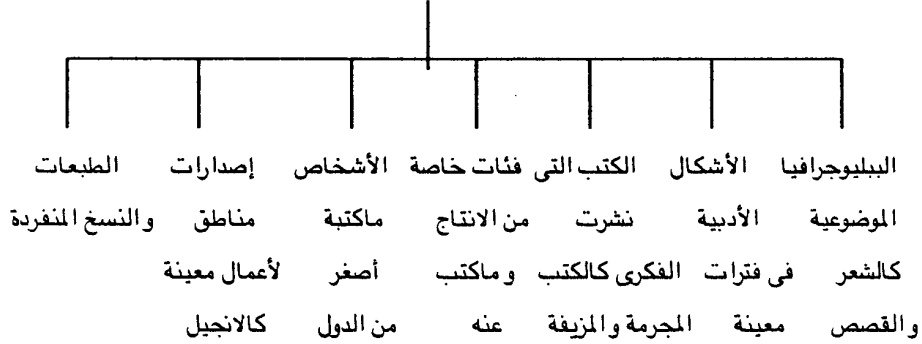 الببليوجرافيا الأشكال الكتب التى فئات خاصة الأشخاص إصدارات الطبعات
الموضوعية الأدبية نشرت من الانتاج ماكتبة مناطق والنسخ المنفردة
كالشعر فى فترات الفكرى كالكتب وماكتب أصغر لأعمال معينة
والقصص معينة المجرمة والمزيفة عنه من الدول كالانجيل